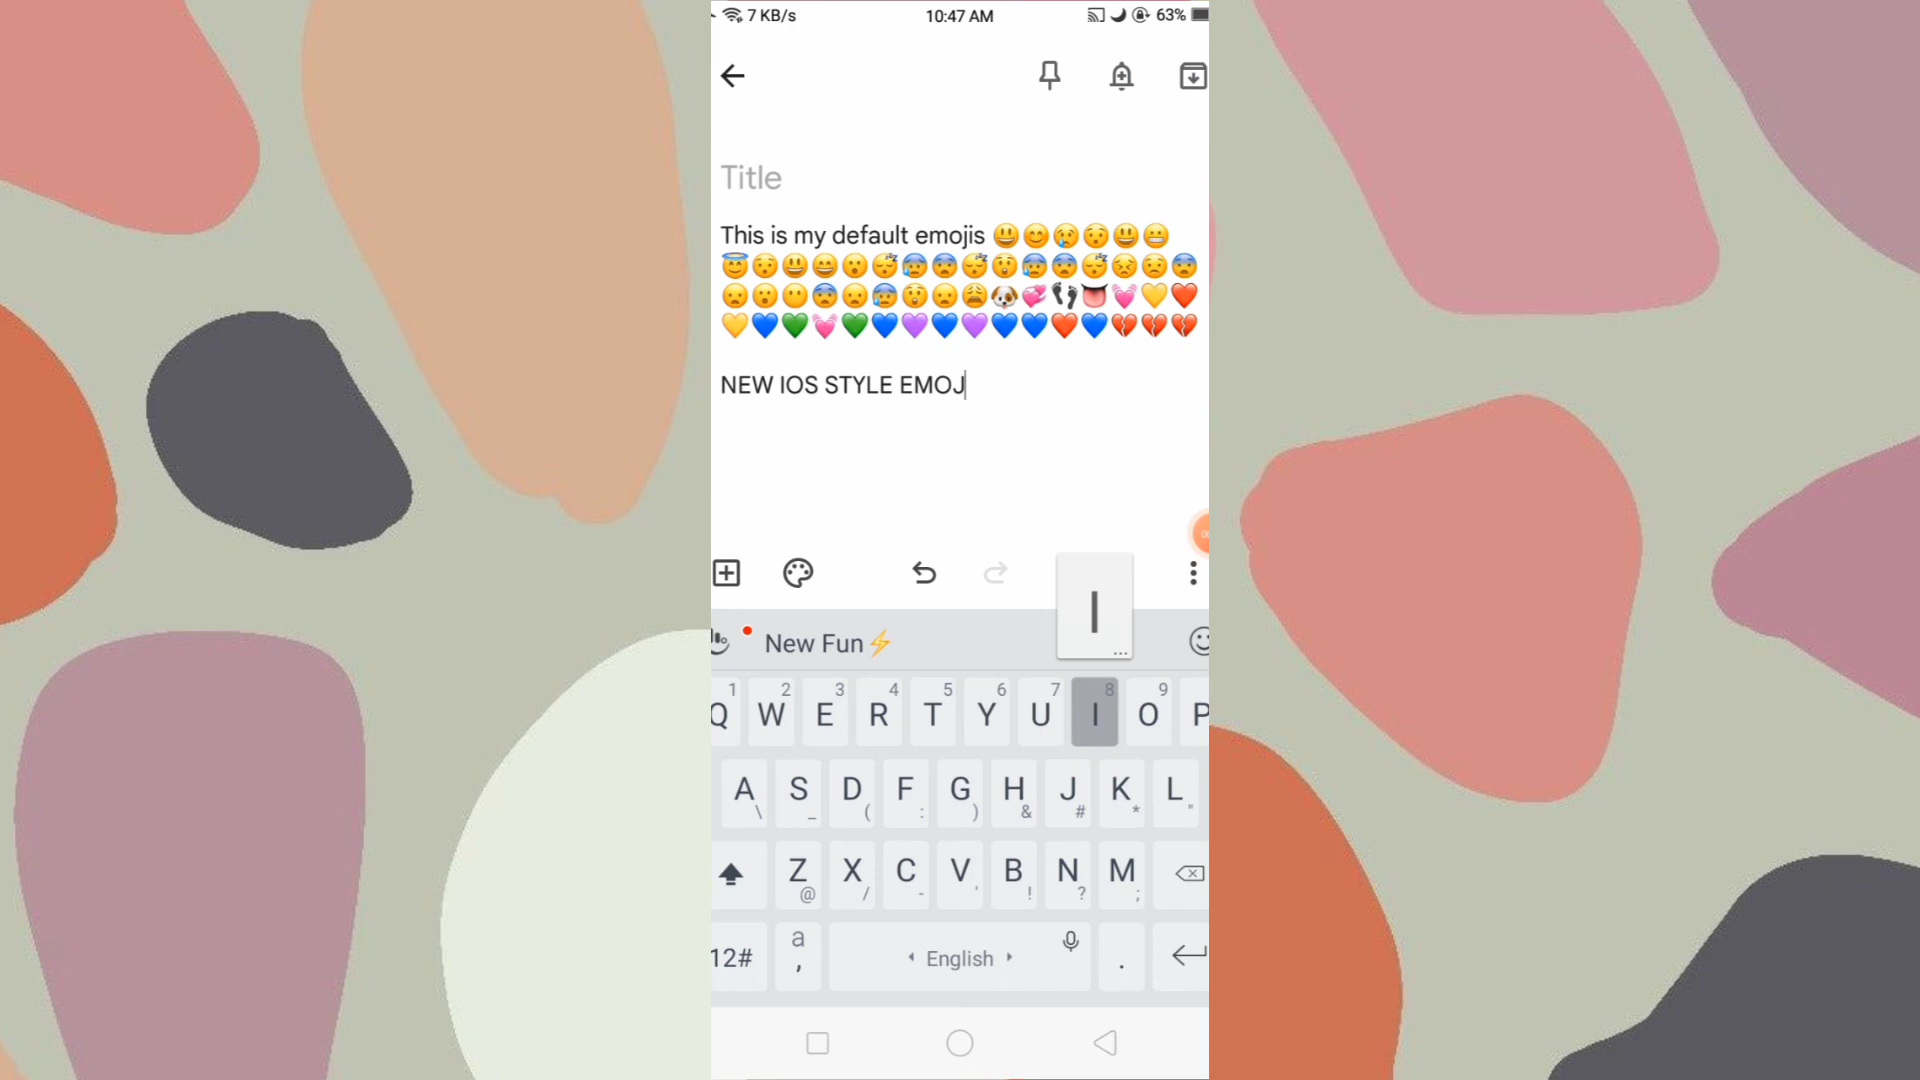 7 KB/s 10:47 AM 63%
Title
This is my default emojis 😃😊😢😯😃😬
😇😯😃😄😮😴😰😨😴😲😰😨😴😣😟😨
😦😮😶😨😦😰😲😦😩🐶💞👣👅💓💛❤️
💛💙💚💓💚💙💜💙💜💙💙❤️💙💔💔💔
NEW IOS STYLE EMOJ
I
...
New Fun⚡
1 2 3 4 5 6 7 8 9
Q W E R T Y U I O P
A S D F G H J K L
\ _ ( : ) & # * "
Z X C V B N M
@ / - ' ! ? ;
12# a , English .